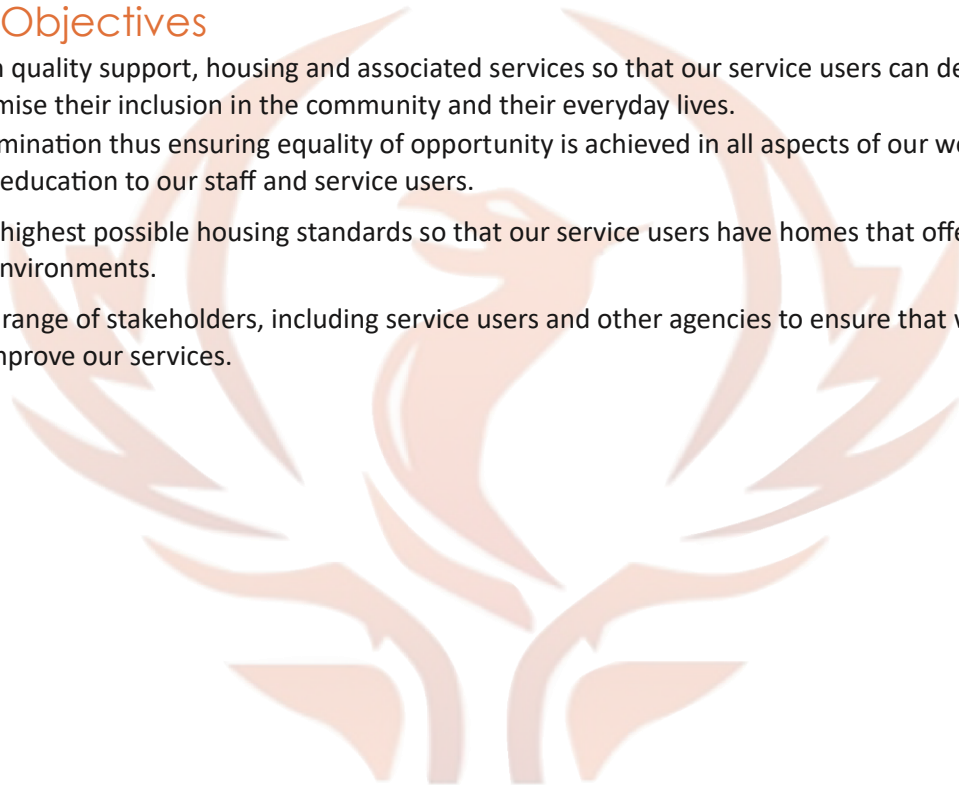 Objectives
quality support, housing and associated services so that our service users can de
mise their inclusion in the community and their everyday lives.
mination thus ensuring equality of opportunity is achieved in all aspects of our w
education to our staff and service users.
highest possible housing standards so that our service users have homes that offe
nvironments.
range of stakeholders, including service users and other agencies to ensure that
prove our services.